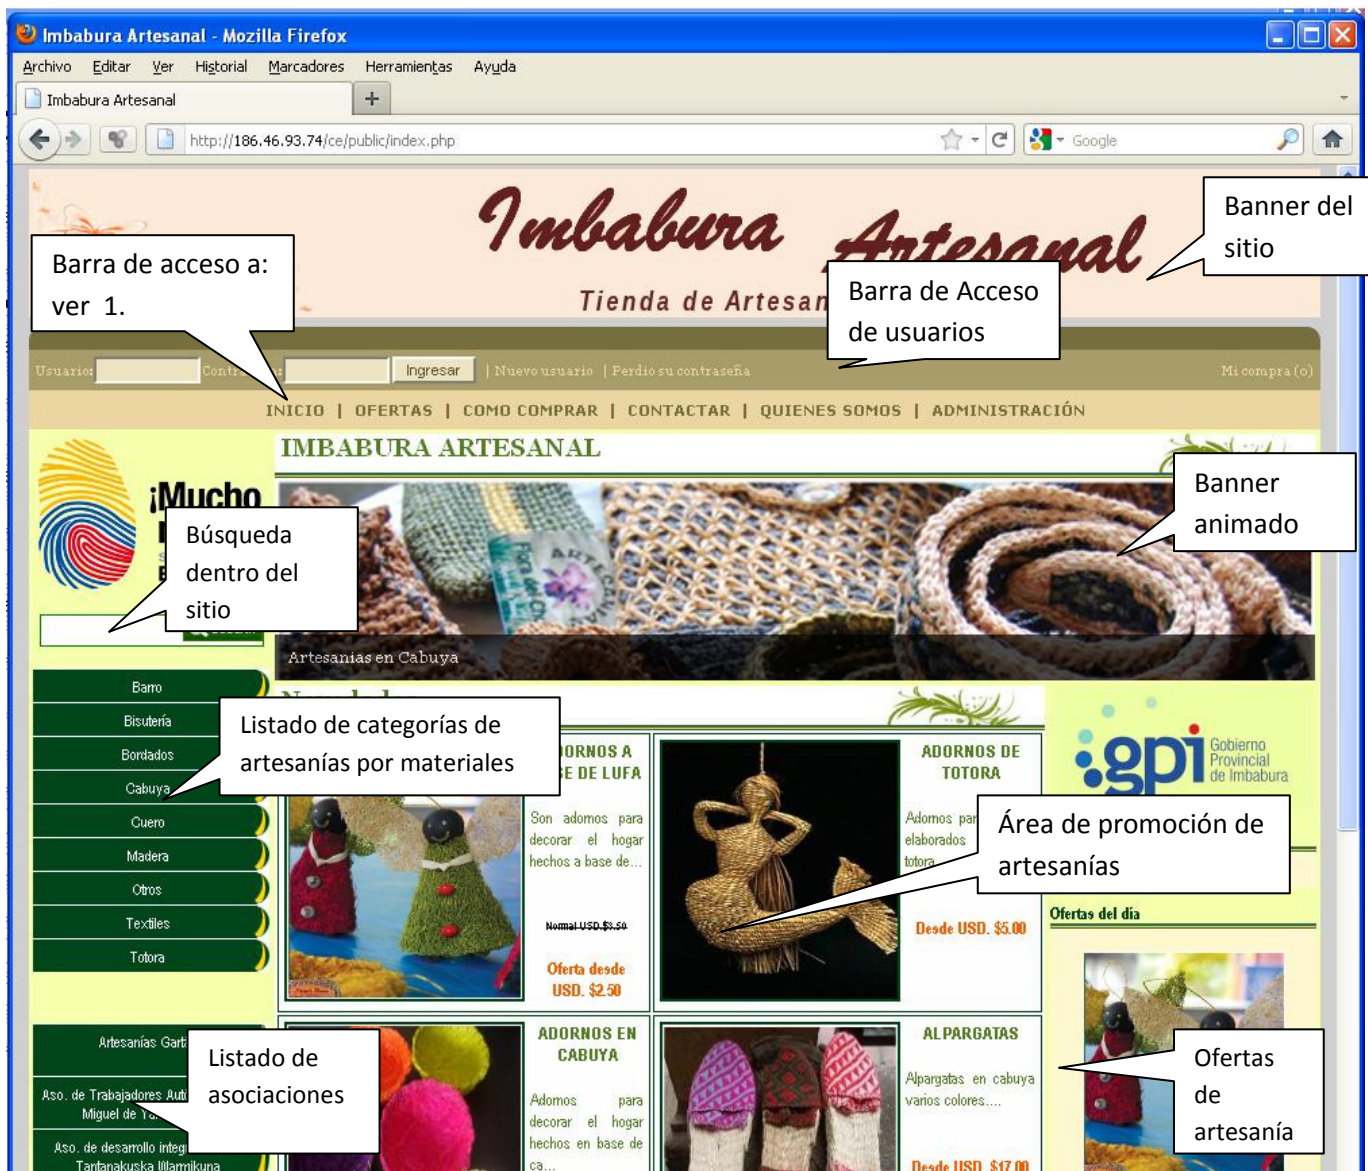 Imbabura Artesanal - Mozilla Firefox
Archivo Editar Ver Historial Marcadores Herramientas Ayuda
Imbabura Artesanal
http://186.46.93.74/ce/public/index.php
Google
Imbabura Artesanal
Tienda de Artesan
Banner del
sitio
Barra de acceso a:
ver 1.
Barra de Acceso
de usuarios
Usuario: Ingresar | Nuevo usuario | Perdio su contraseña Mi compra (0)
INICIO | OFERTAS | COMO COMPRAR | CONTACTAR | QUIENES SOMOS | ADMINISTRACIÓN
IMBABURA ARTESANAL
¡Mucho
Búsqueda
dentro del
sitio
Banner
animado
Artesanias en Cabuya
Barro
Bisutería
Bordados
Cabuya
Cuero
Madera
Otros
Textiles
Totora
Listado de categorías de
artesanías por materiales
ADORNOS A
BASE DE LUFA
Son adornos para
decorar el hogar
hechos a base de...
Normal USD.$3.50
Oferta desde
USD. $2.50
ADORNOS DE
TOTORA
Adornos par
elaborados
totora
Desde USD. $5.00
Área de promoción de
artesanías
gpi Gobierno
Provincial
de Imbabura
Ofertas del día
Artesanías Gart
Aso. de Trabajadores Aut
Miguel de Y
Aso. de desarrollo integ
Tantanakuska Warmikuna
Listado de
asociaciones
ADORNOS EN
CABUYA
Adornos para
decorar el hogar
hechos en base de
ca...
ALPARGATAS
Alpargatas en cabuya
varios colores....
Desde USD. $17.00
Ofertas
de
artesanía